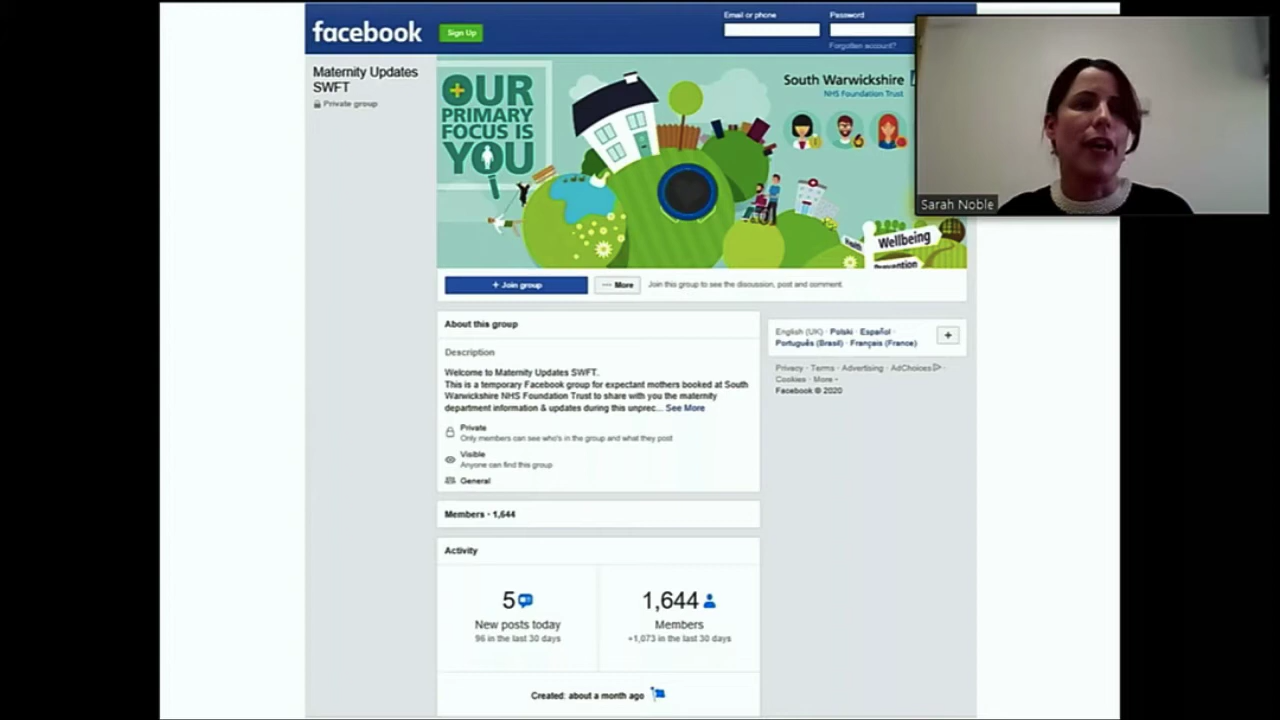 facebook
Sign Up
Email or phone
Password
Forgotten account?
Maternity Updates
SWFT
Private group
OUR
PRIMARY
FOCUS IS
YOU
South Warwickshire
NHS Foundation Trust
Sarah Noble
Health
Wellbeing
Prevention
+ Join group
··· More
Join this group to see the discussion, post and comment.
About this group
Description
Welcome to Maternity Updates SWFT.
This is a temporary Facebook group for expectant mothers booked at South
Warwickshire NHS Foundation Trust to share with you the maternity
department information & updates during this unprec... See More
Private
Only members can see who's in the group and what they post
Visible
Anyone can find this group
General
English (UK) · Polski · Español ·
Português (Brasil) · Français (France)
+
Privacy · Terms · Advertising · AdChoices ·
Cookies · More
Facebook © 2020
Members · 1,644
Activity
5
New posts today
96 in the last 30 days
1,644
Members
+1,073 in the last 30 days
Created: about a month ago